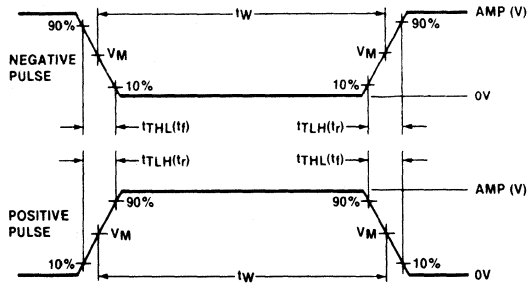 tW
AMP (V)
90%
90%
NEGATIVE
PULSE
VM
VM
10%
10%
0V
tTHL(tf)
tTLH(tr)
tTLH(tr)
tTHL(tf)
AMP (V)
90%
90%
POSITIVE
PULSE
VM
VM
10%
10%
0V
tW